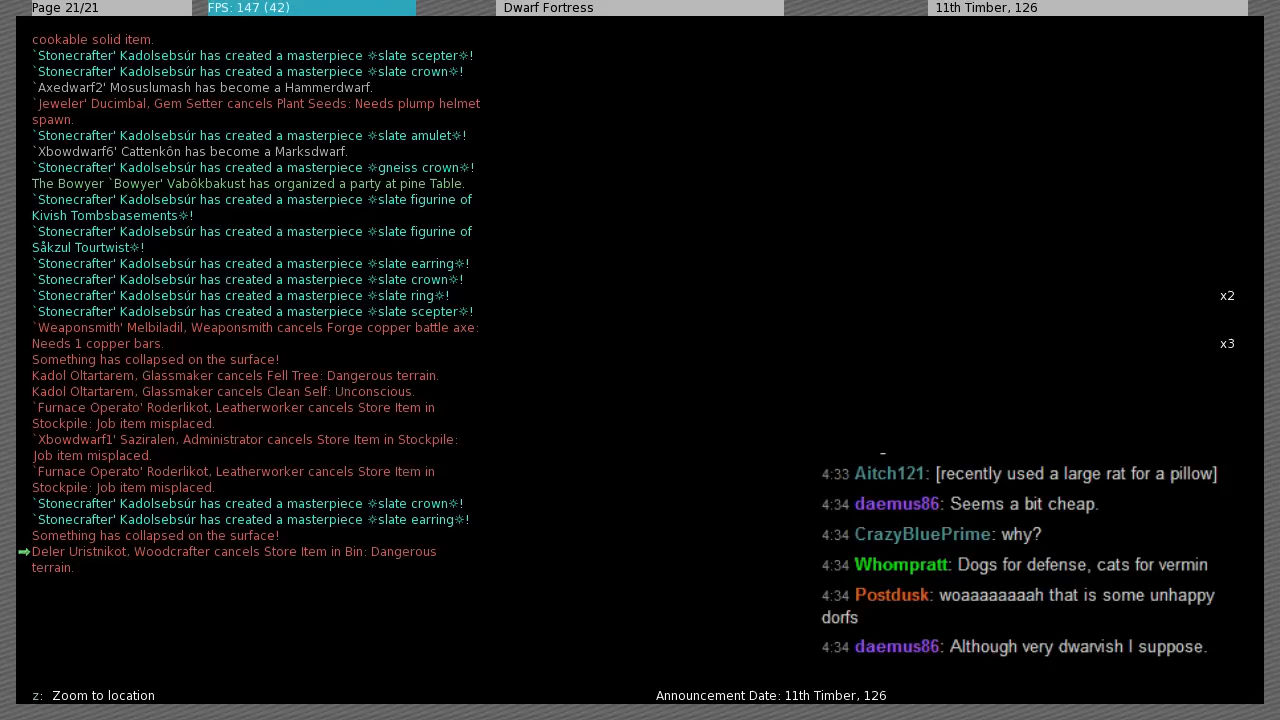 Page 21/21 FPS: 147 (42) Dwarf Fortress 11th Timber, 126
cookable solid item.
`Stonecrafter' Kadolsebsúr has created a masterpiece ☼slate scepter☼!
`Stonecrafter' Kadolsebsúr has created a masterpiece ☼slate crown☼!
`Axedwarf2' Mosuslumash has become a Hammerdwarf.
`Jeweler' Ducimbal, Gem Setter cancels Plant Seeds: Needs plump helmet
spawn.
`Stonecrafter' Kadolsebsúr has created a masterpiece ☼slate amulet☼!
`Xbowdwarf6' Cattenkôn has become a Marksdwarf.
`Stonecrafter' Kadolsebsúr has created a masterpiece ☼gneiss crown☼!
The Bowyer `Bowyer' Vabôkbakust has organized a party at pine Table.
`Stonecrafter' Kadolsebsúr has created a masterpiece ☼slate figurine of
Kivish Tombsbasements☼!
`Stonecrafter' Kadolsebsúr has created a masterpiece ☼slate figurine of
Såkzul Tourtwist☼!
`Stonecrafter' Kadolsebsúr has created a masterpiece ☼slate earring☼!
`Stonecrafter' Kadolsebsúr has created a masterpiece ☼slate crown☼!
`Stonecrafter' Kadolsebsúr has created a masterpiece ☼slate ring☼! x2
`Stonecrafter' Kadolsebsúr has created a masterpiece ☼slate scepter☼!
`Weaponsmith' Melbiladil, Weaponsmith cancels Forge copper battle axe:
Needs 1 copper bars. x3
Something has collapsed on the surface!
Kadol Oltartarem, Glassmaker cancels Fell Tree: Dangerous terrain.
Kadol Oltartarem, Glassmaker cancels Clean Self: Unconscious.
`Furnace Operato' Roderlikot, Leatherworker cancels Store Item in
Stockpile: Job item misplaced.
`Xbowdwarf1' Saziralen, Administrator cancels Store Item in Stockpile:
Job item misplaced.
`Furnace Operato' Roderlikot, Leatherworker cancels Store Item in
Stockpile: Job item misplaced.
`Stonecrafter' Kadolsebsúr has created a masterpiece ☼slate crown☼!
`Stonecrafter' Kadolsebsúr has created a masterpiece ☼slate earring☼!
Something has collapsed on the surface!
Deler Uristnikot, Woodcrafter cancels Store Item in Bin: Dangerous
terrain.
4:33 Aitch121: [recently used a large rat for a pillow]
4:34 daemus86: Seems a bit cheap.
4:34 CrazyBluePrime: why?
4:34 Whompratt: Dogs for defense, cats for vermin
4:34 Postdusk: woaaaaaaaah that is some unhappy
dorfs
4:34 daemus86: Although very dwarvish I suppose.
z: Zoom to location Announcement Date: 11th Timber, 126